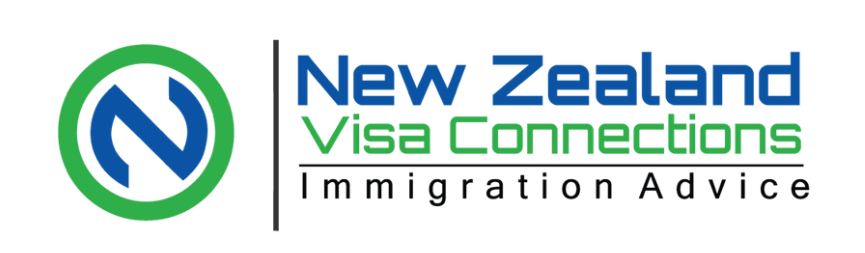 N
New Zealand
Visa Connections
Immigration Advice